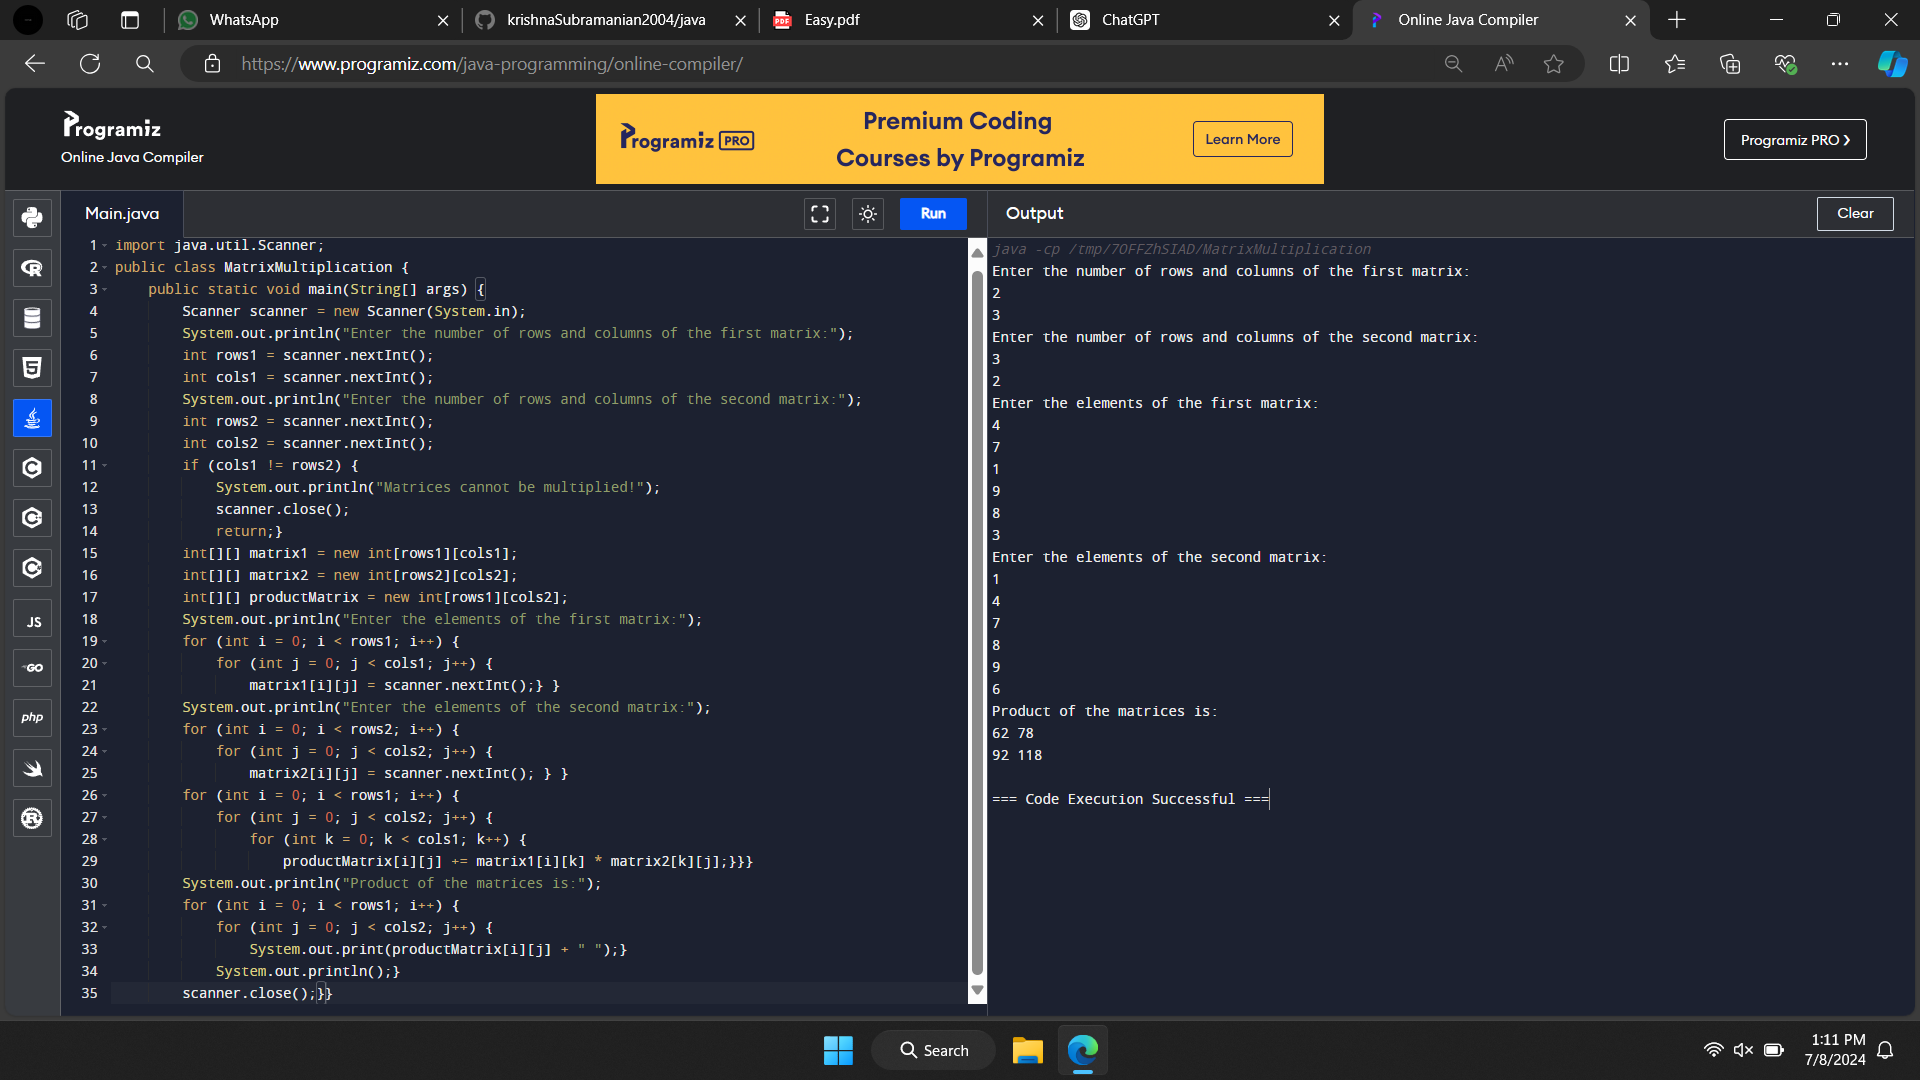 WhatsApp
krishnaSubramanian2004/java
Easy.pdf
ChatGPT
Online Java Compiler
https://www.programiz.com/java-programming/online-compiler/
Programiz
Online Java Compiler
Programiz PRO
Premium Coding
Courses by Programiz
Learn More
Programiz PRO ❯
Main.java
Run
Output
Clear
1 import java.util.Scanner;
2 public class MatrixMultiplication {
3 public static void main(String[] args) {
4 Scanner scanner = new Scanner(System.in);
5 System.out.println("Enter the number of rows and columns of the first matrix:");
6 int rows1 = scanner.nextInt();
7 int cols1 = scanner.nextInt();
8 System.out.println("Enter the number of rows and columns of the second matrix:");
9 int rows2 = scanner.nextInt();
10 int cols2 = scanner.nextInt();
11 if (cols1 != rows2) {
12 System.out.println("Matrices cannot be multiplied!");
13 scanner.close();
14 return;}
15 int[][] matrix1 = new int[rows1][cols1];
16 int[][] matrix2 = new int[rows2][cols2];
17 int[][] productMatrix = new int[rows1][cols2];
18 System.out.println("Enter the elements of the first matrix:");
19 for (int i = 0; i < rows1; i++) {
20 for (int j = 0; j < cols1; j++) {
21 matrix1[i][j] = scanner.nextInt();} }
22 System.out.println("Enter the elements of the second matrix:");
23 for (int i = 0; i < rows2; i++) {
24 for (int j = 0; j < cols2; j++) {
25 matrix2[i][j] = scanner.nextInt(); } }
26 for (int i = 0; i < rows1; i++) {
27 for (int j = 0; j < cols2; j++) {
28 for (int k = 0; k < cols1; k++) {
29 productMatrix[i][j] += matrix1[i][k] * matrix2[k][j];}}}
30 System.out.println("Product of the matrices is:");
31 for (int i = 0; i < rows1; i++) {
32 for (int j = 0; j < cols2; j++) {
33 System.out.print(productMatrix[i][j] + " ");}
34 System.out.println();}
35 scanner.close();}}
java -cp /tmp/7OFFZhSIAD/MatrixMultiplication
Enter the number of rows and columns of the first matrix:
2
3
Enter the number of rows and columns of the second matrix:
3
2
Enter the elements of the first matrix:
4
7
1
9
8
3
Enter the elements of the second matrix:
1
4
7
8
9
6
Product of the matrices is:
62 78
92 118
=== Code Execution Successful ===
JS
GO
php
Search
1:11 PM
7/8/2024